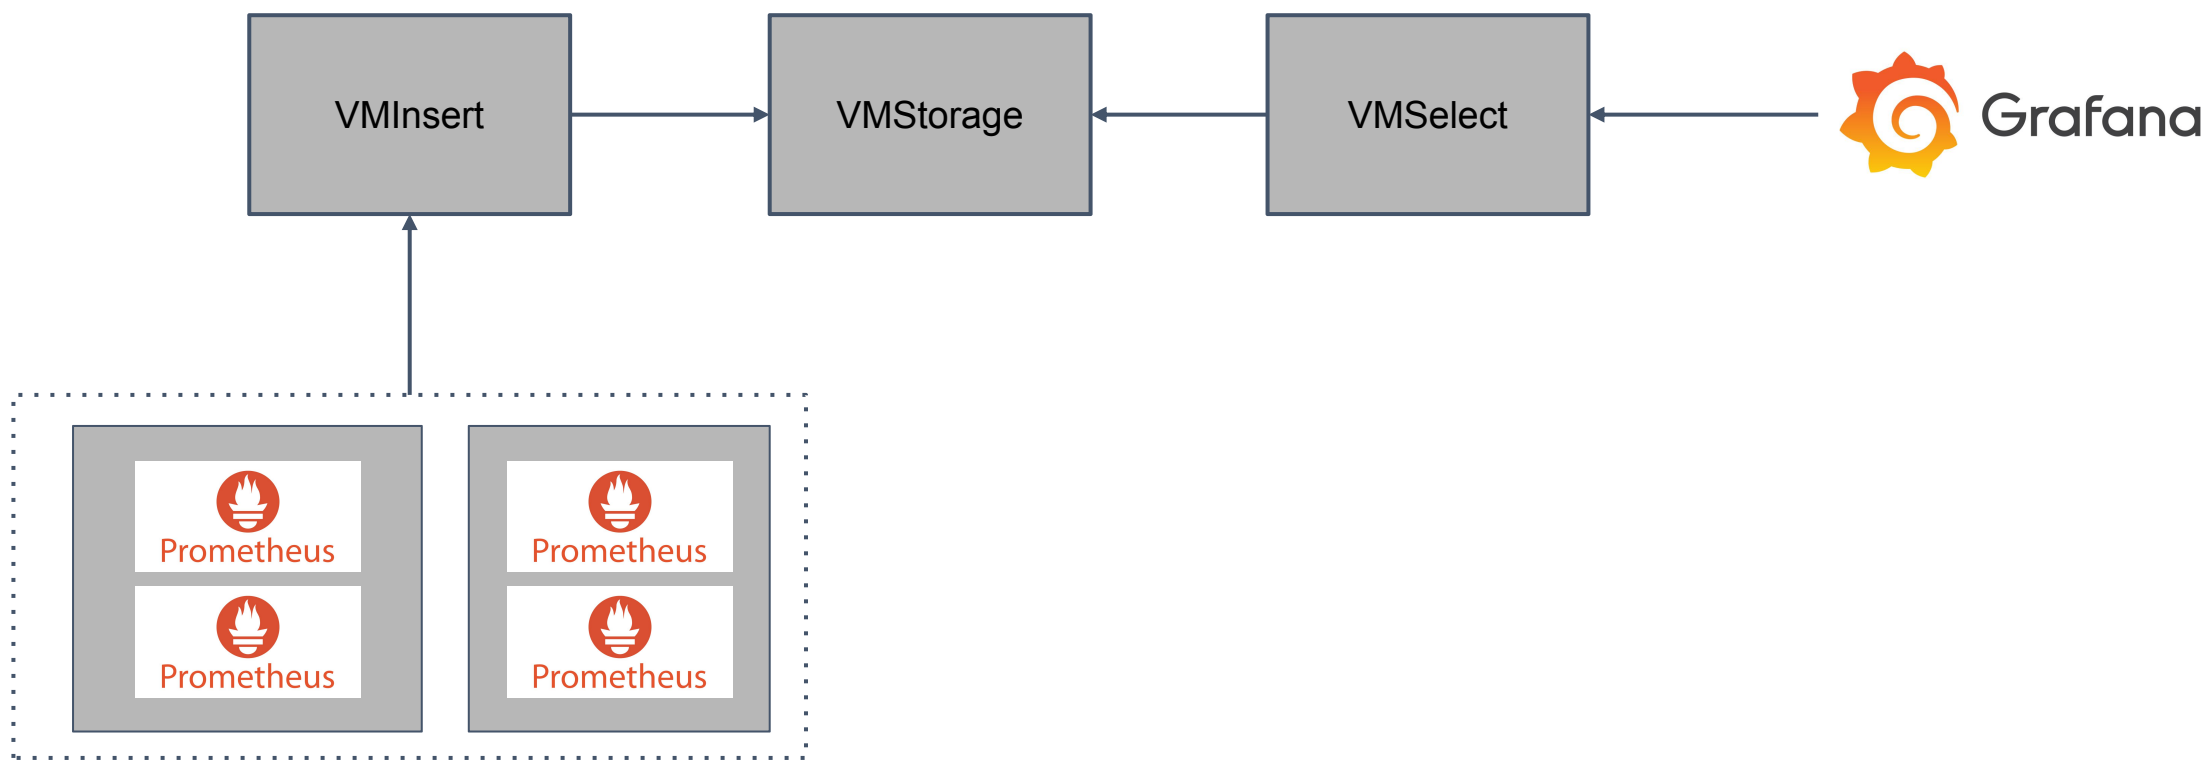 VMInsert
VMStorage
VMSelect
Grafana
Prometheus
Prometheus
Prometheus
Prometheus